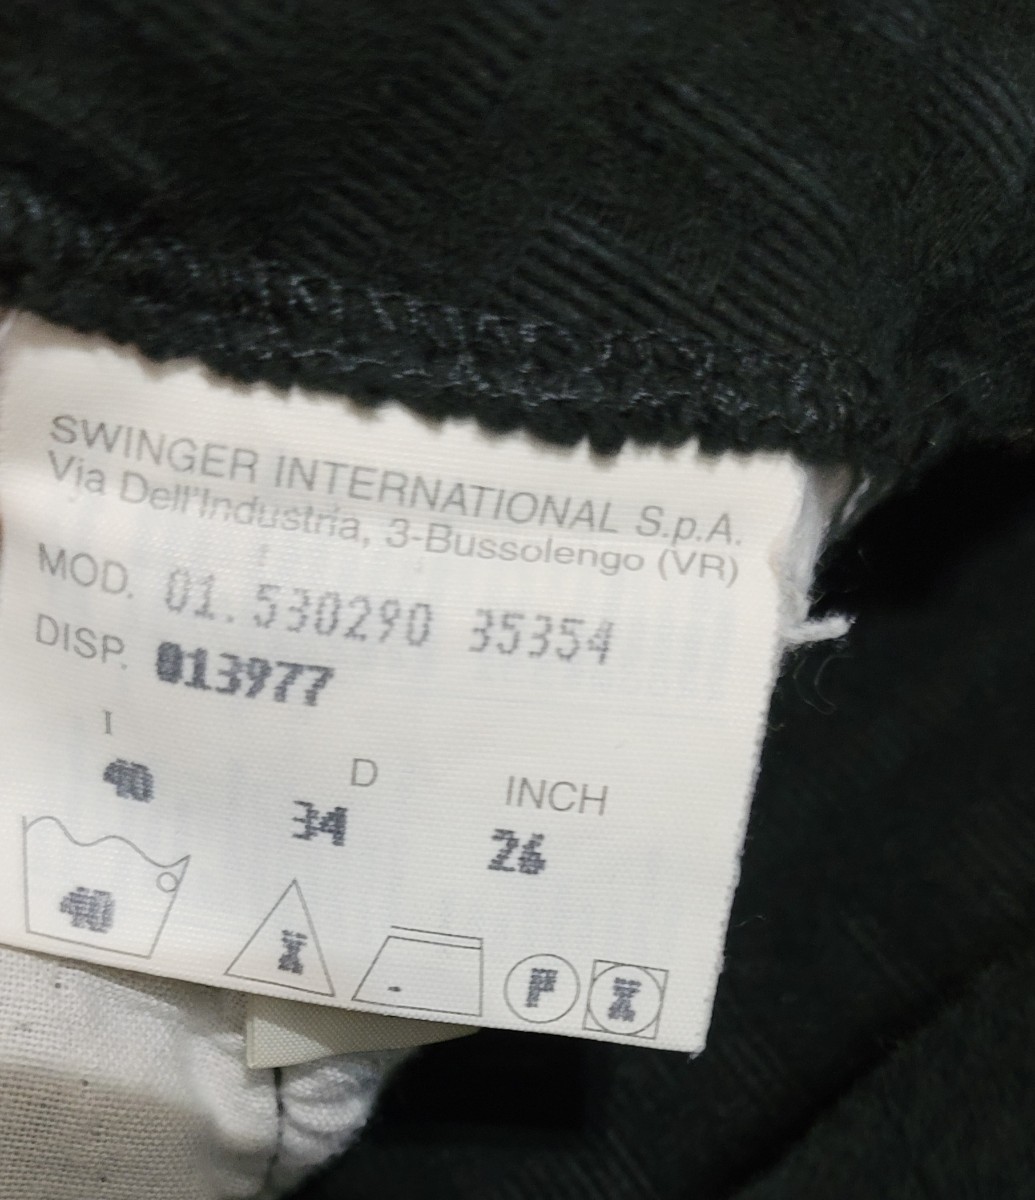 SWINGER INTERNATIONAL S.p.A.
Via Dell'Industria, 3-Bussolengo (VR)
MOD. 01.530290 35354
DISP. 013977
I D INCH
40 34 26
40 X P X